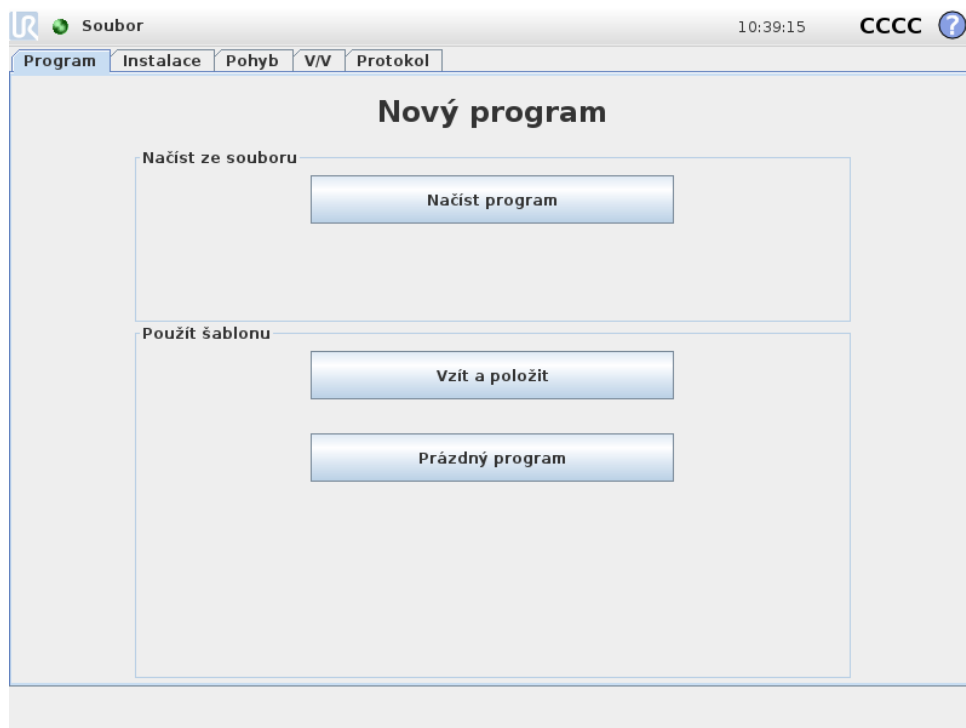 UR Soubor 10:39:15 CCCC ?
Program Instalace Pohyb V/V Protokol
Nový program
Načíst ze souboru
Načíst program
Použít šablonu
Vzít a položit
Prázdný program